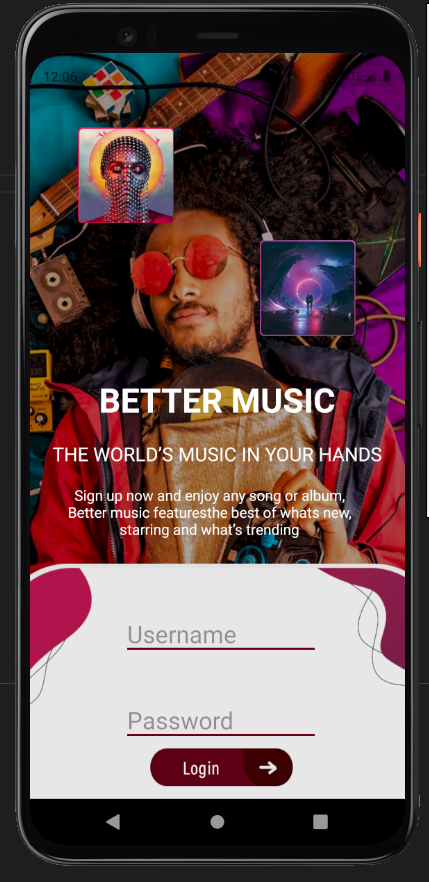 12:06
BETTER MUSIC
THE WORLD'S MUSIC IN YOUR HANDS
Sign up now and enjoy any song or album,
Better music featuresthe best of whats new,
starring and what's trending
Username
Password
Login